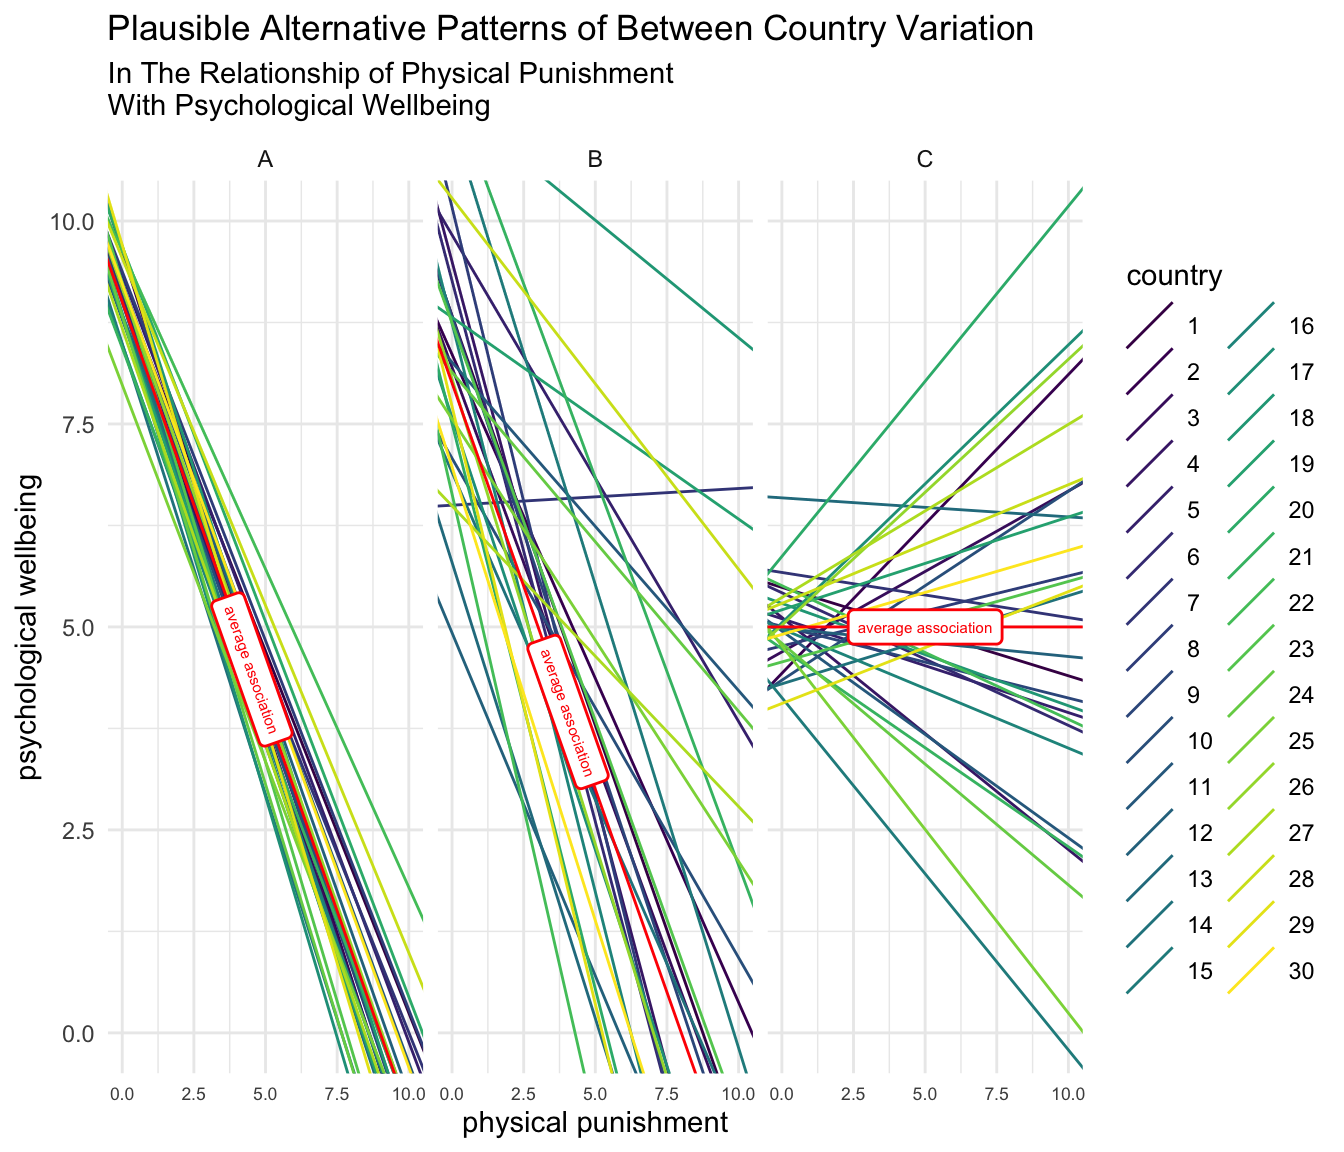 Plausible Alternative Patterns of Between Country Variation
In The Relationship of Physical Punishment
With Psychological Wellbeing
A
B
C
psychological wellbeing
10.0
7.5
5.0
2.5
0.0
average association
average association
average association
0.0 2.5 5.0 7.5 10.0
0.0 2.5 5.0 7.5 10.0
0.0 2.5 5.0 7.5 10.0
physical punishment
country
1
2
3
4
5
6
7
8
9
10
11
12
13
14
15
16
17
18
19
20
21
22
23
24
25
26
27
28
29
30